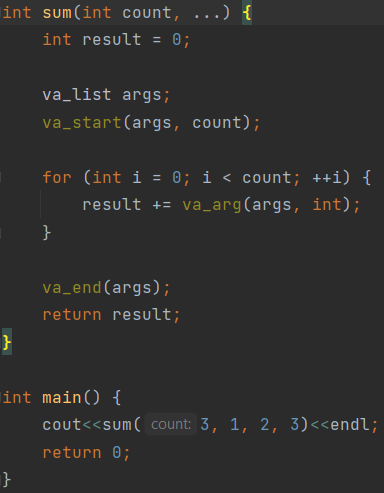 int sum(int count, ...) {
    int result = 0;

    va_list args;
    va_start(args, count);

    for (int i = 0; i < count; ++i) {
        result += va_arg(args, int);
    }

    va_end(args);
    return result;
}

int main() {
    cout<<sum( count: 3, 1, 2, 3)<<endl;
    return 0;
}